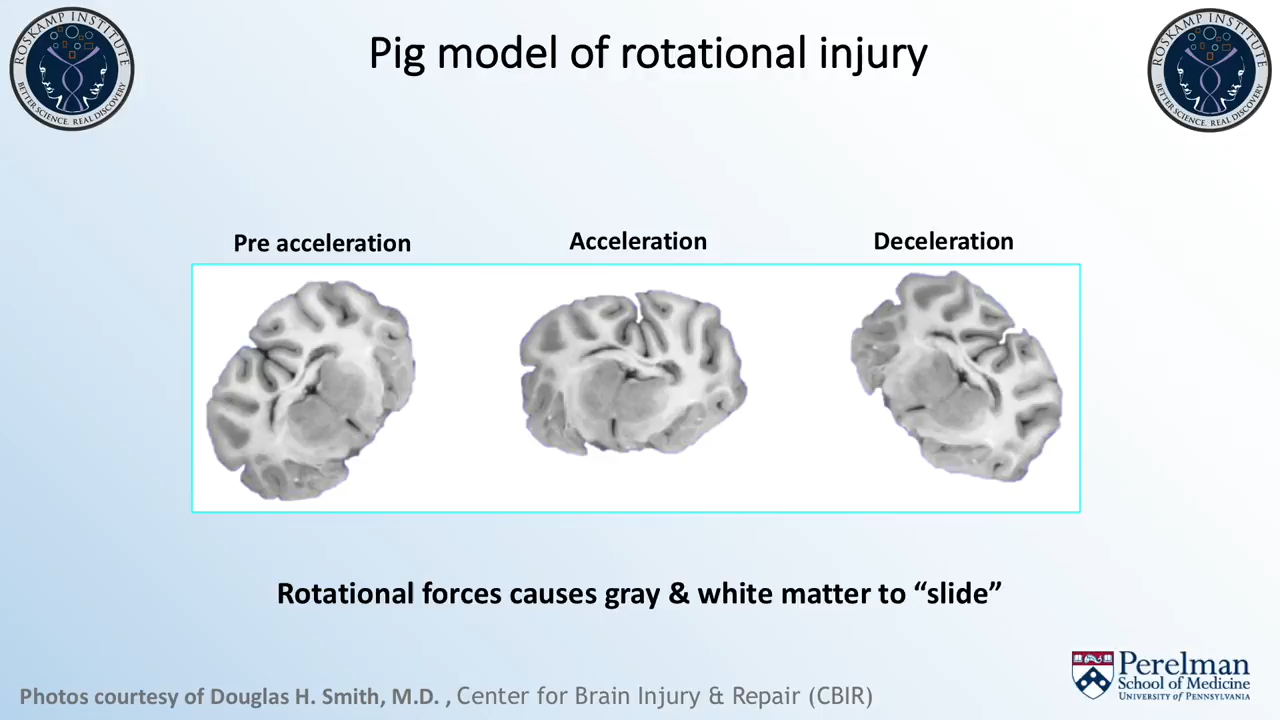 ROSKAMP INSTITUTE
BETTER SCIENCE. REAL DISCOVERY
Pig model of rotational injury
ROSKAMP INSTITUTE
BETTER SCIENCE. REAL DISCOVERY
Pre acceleration
Acceleration
Deceleration
Rotational forces causes gray & white matter to “slide”
Perelman
School of Medicine
UNIVERSITY OF PENNSYLVANIA
Photos courtesy of Douglas H. Smith, M.D. , Center for Brain Injury & Repair (CBIR)